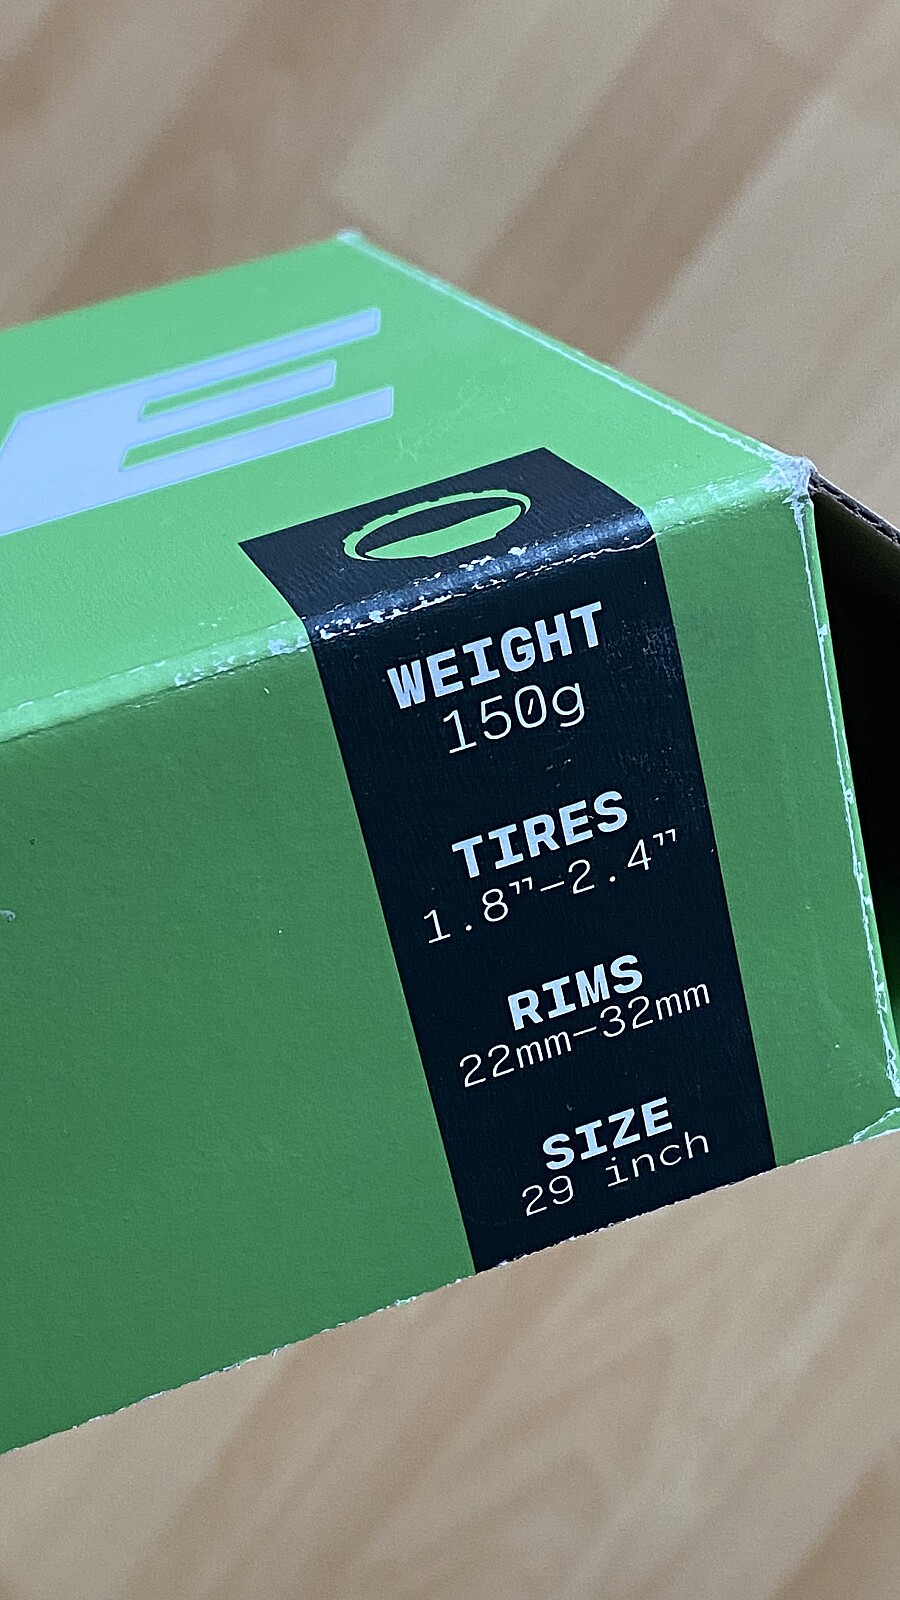 E
WEIGHT
150g
TIRES
1.8”–2.4”
RIMS
22mm–32mm
SIZE
29 inch